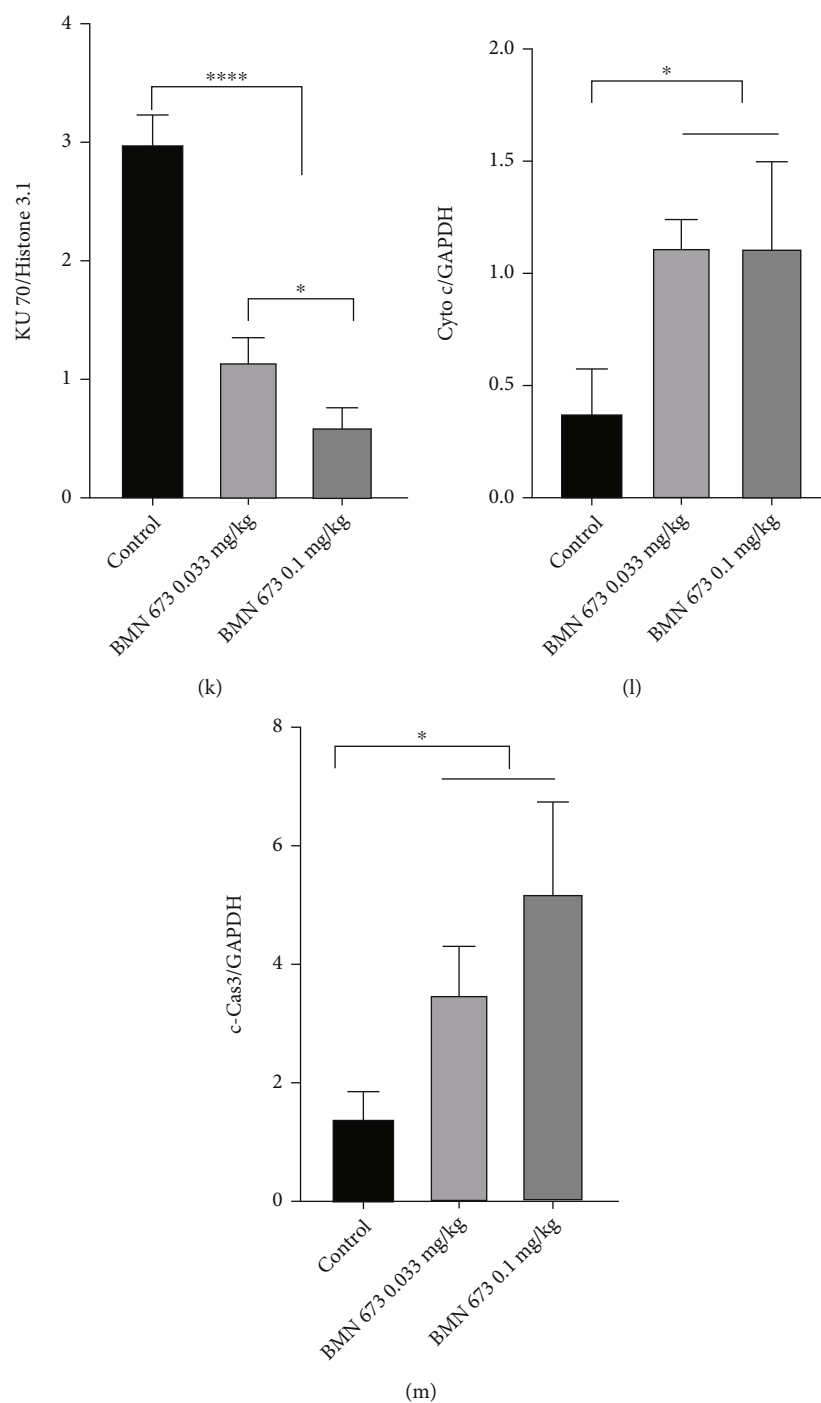 KU 70/Histone 3.1
4
3
2
1
0
****
*
Control
BMN 673 0.033 mg/kg
BMN 673 0.1 mg/kg
(k)
Cyto c/GAPDH
2.0
1.5
1.0
0.5
0.0
*
Control
BMN 673 0.033 mg/kg
BMN 673 0.1 mg/kg
(l)
c-Cas3/GAPDH
8
6
4
2
0
*
Control
BMN 673 0.033 mg/kg
BMN 673 0.1 mg/kg
(m)